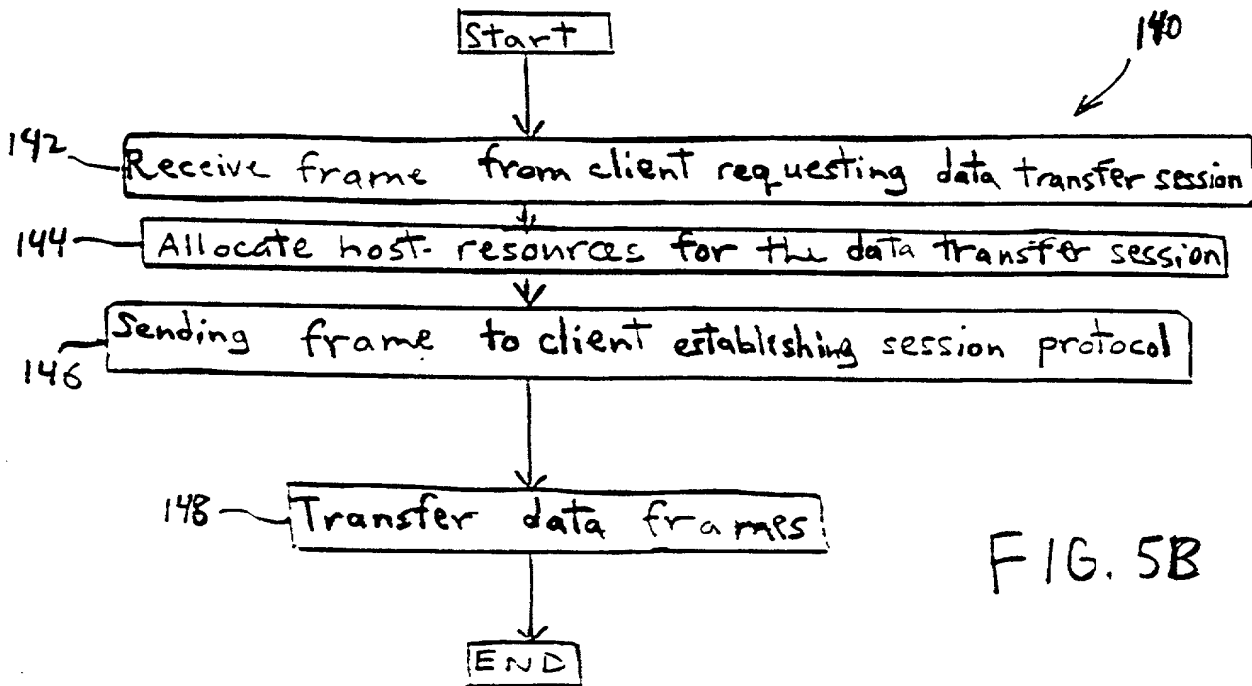 Start
140
142
Receive frame from client requesting data transfer session
144
Allocate host resources for the data transfer session
Sending frame to client establishing session protocol
146
148
Transfer data frames
FIG. 5B
END